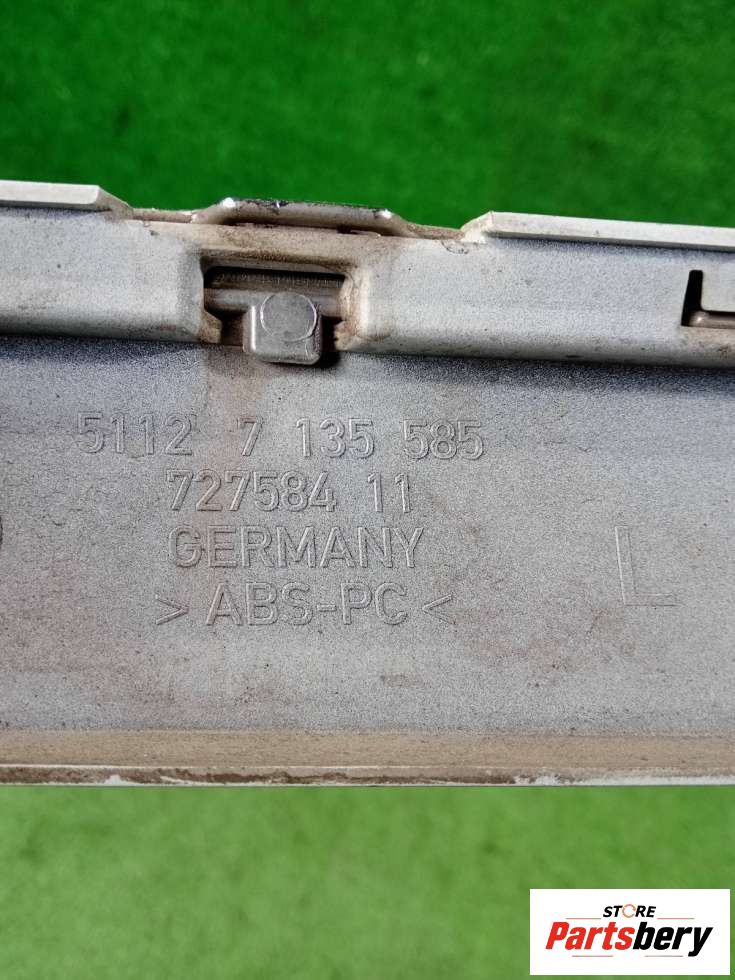 5112 7 135 585
727584 11
GERMANY
> ABS-PC <
L
STORE
Partsbery